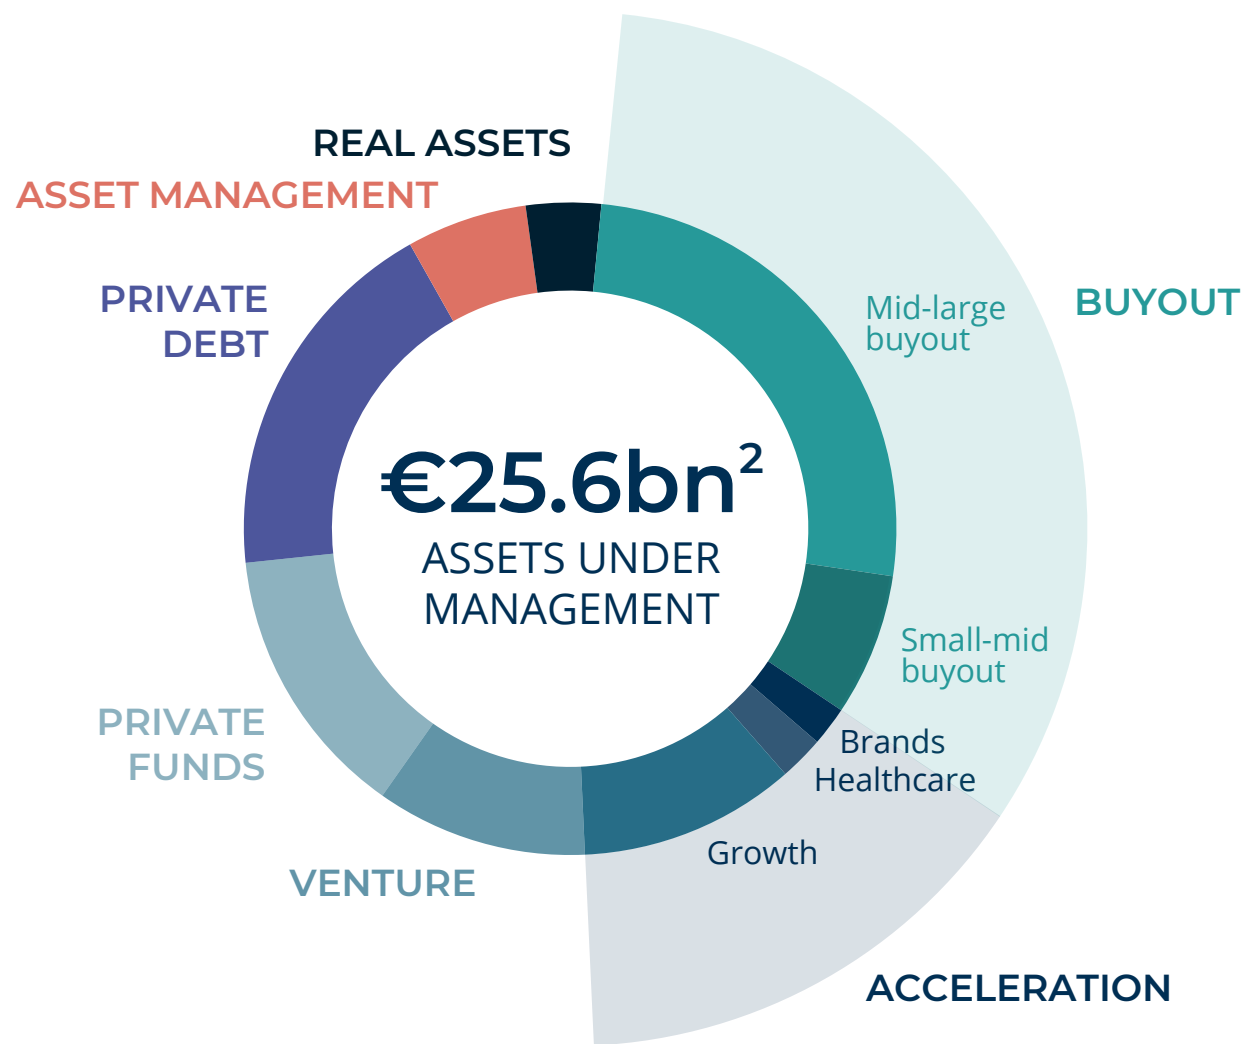 REAL ASSETS
ASSET MANAGEMENT
PRIVATE
DEBT
Mid-large
buyout
BUYOUT
€25.6bn²
ASSETS UNDER
MANAGEMENT
Small-mid
buyout
PRIVATE
FUNDS
Brands
Healthcare
Growth
VENTURE
ACCELERATION